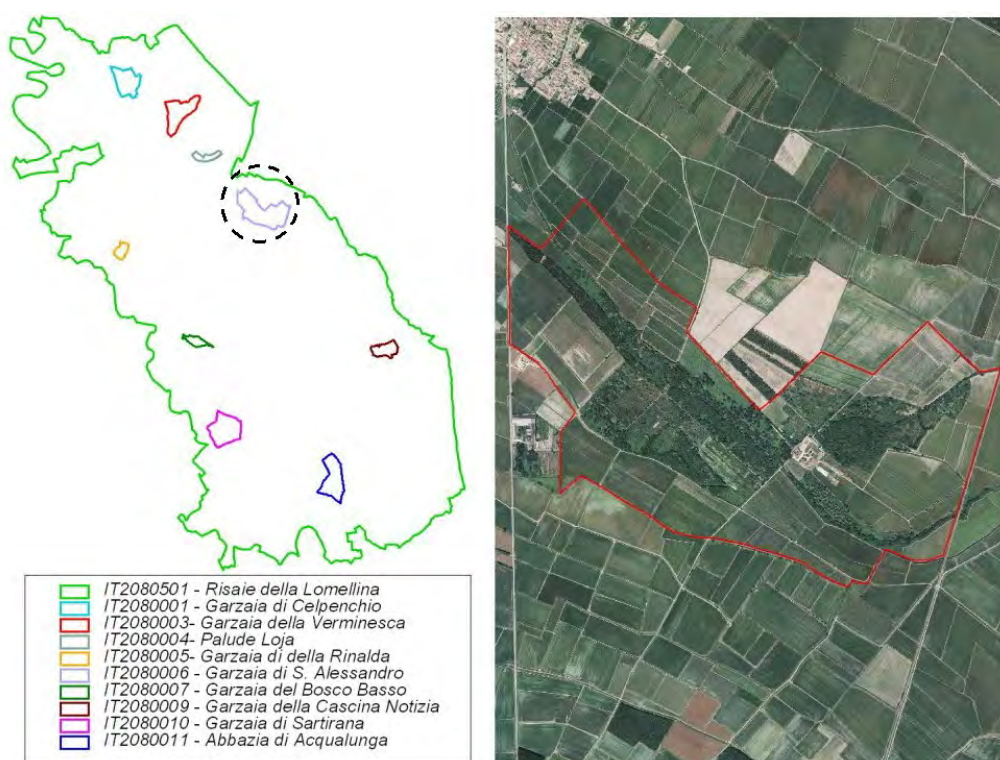 IT2080501 - Risaie della Lomellina
IT2080001 - Garzaia di Celpenchio
IT2080003- Garzaia della Verminesca
IT2080004- Palude Loja
IT2080005- Garzaia di della Rinalda
IT2080006 - Garzaia di S. Alessandro
IT2080007 - Garzaia del Bosco Basso
IT2080009 - Garzaia della Cascina Notizia
IT2080010 - Garzaia di Sartirana
IT2080011 - Abbazia di Acqualunga